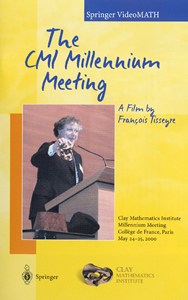 Springer VideoMATH
The
CMI Millennium
Meeting
A Film by
François Tisseyre
Clay Mathematics Institute
Millennium Meeting
Collège de France, Paris
May 24–25, 2000
Springer
CLAY
MATHEMATICS
INSTITUTE